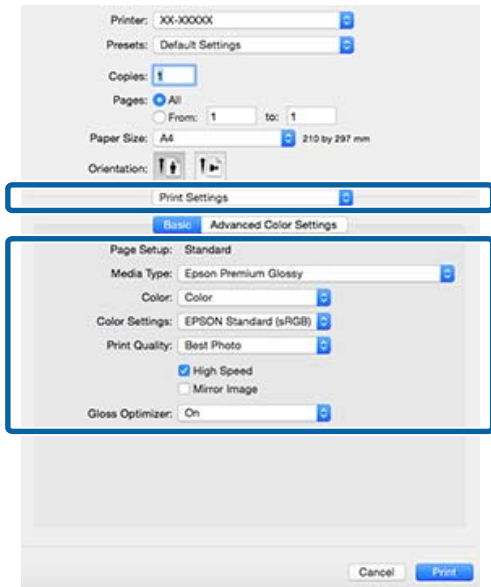 Printer: XX-XXXXX
Presets: Default Settings
Copies: 1
Pages: All
From: 1 to: 1
Paper Size: A4 210 by 297 mm
Orientation:
Print Settings
Basic Advanced Color Settings
Page Setup: Standard
Media Type: Epson Premium Glossy
Color: Color
Color Settings: EPSON Standard (sRGB)
Print Quality: Best Photo
High Speed
Mirror Image
Gloss Optimizer: On
Cancel Print